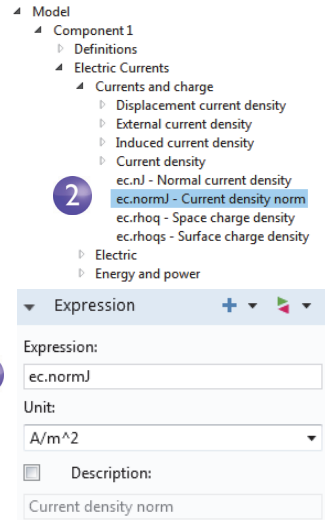 Model
Component 1
Definitions
Electric Currents
Currents and charge
Displacement current density
External current density
Induced current density
Current density
ec.nJ - Normal current density
2
ec.normJ - Current density norm
ec.rhoq - Space charge density
ec.rhoqs - Surface charge density
Electric
Energy and power
Expression
Expression:
ec.normJ
Unit:
A/m^2
Description:
Current density norm